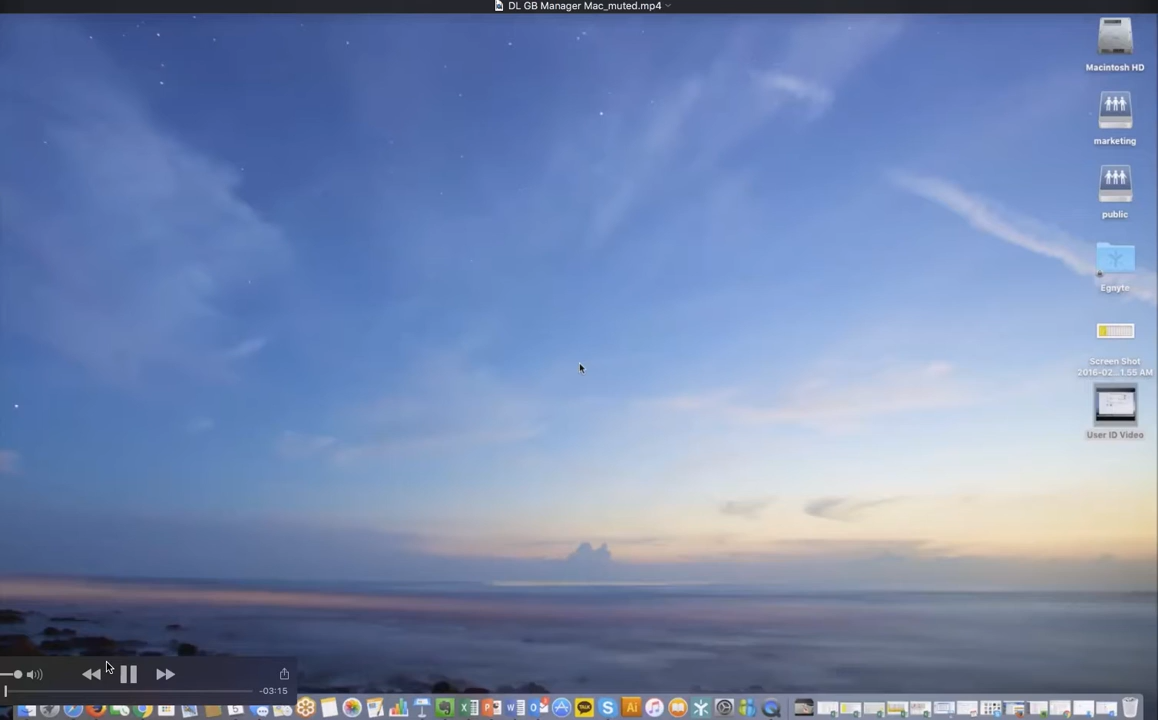 DL GB Manager Mac_muted.mp4
Macintosh HD
marketing
public
Egnyte
Screen Shot
2016-02...1.55 AM
User ID Video
-03:15